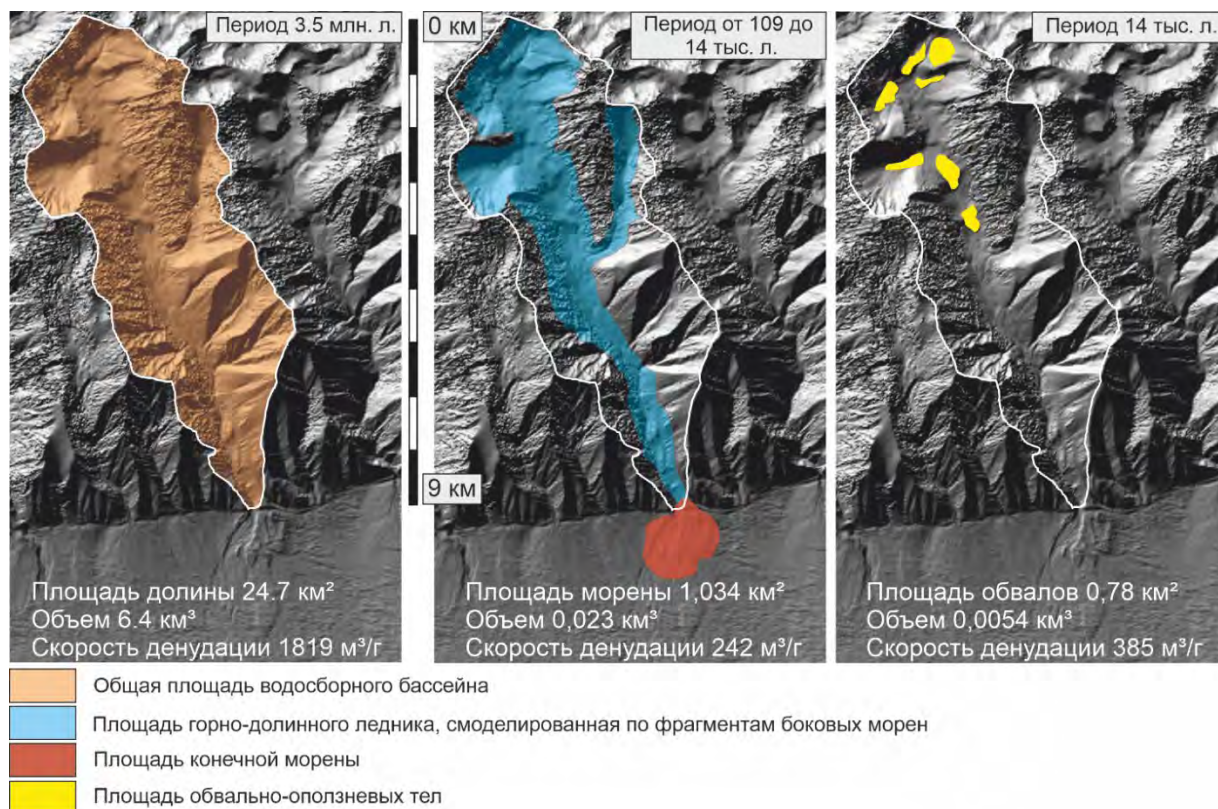 Период 3.5 млн. л.
0 км
Период от 109 до
14 тыс. л.
Период 14 тыс. л.
9 км
Площадь долины 24.7 км²
Объем 6.4 км³
Скорость денудации 1819 м³/г
Площадь морены 1,034 км²
Объем 0,023 км³
Скорость денудации 242 м³/г
Площадь обвалов 0,78 км²
Объем 0,0054 км³
Скорость денудации 385 м³/г
Общая площадь водосборного бассейна
Площадь горно-долинного ледника, смоделированная по фрагментам боковых морен
Площадь конечной морены
Площадь обвально-оползневых тел